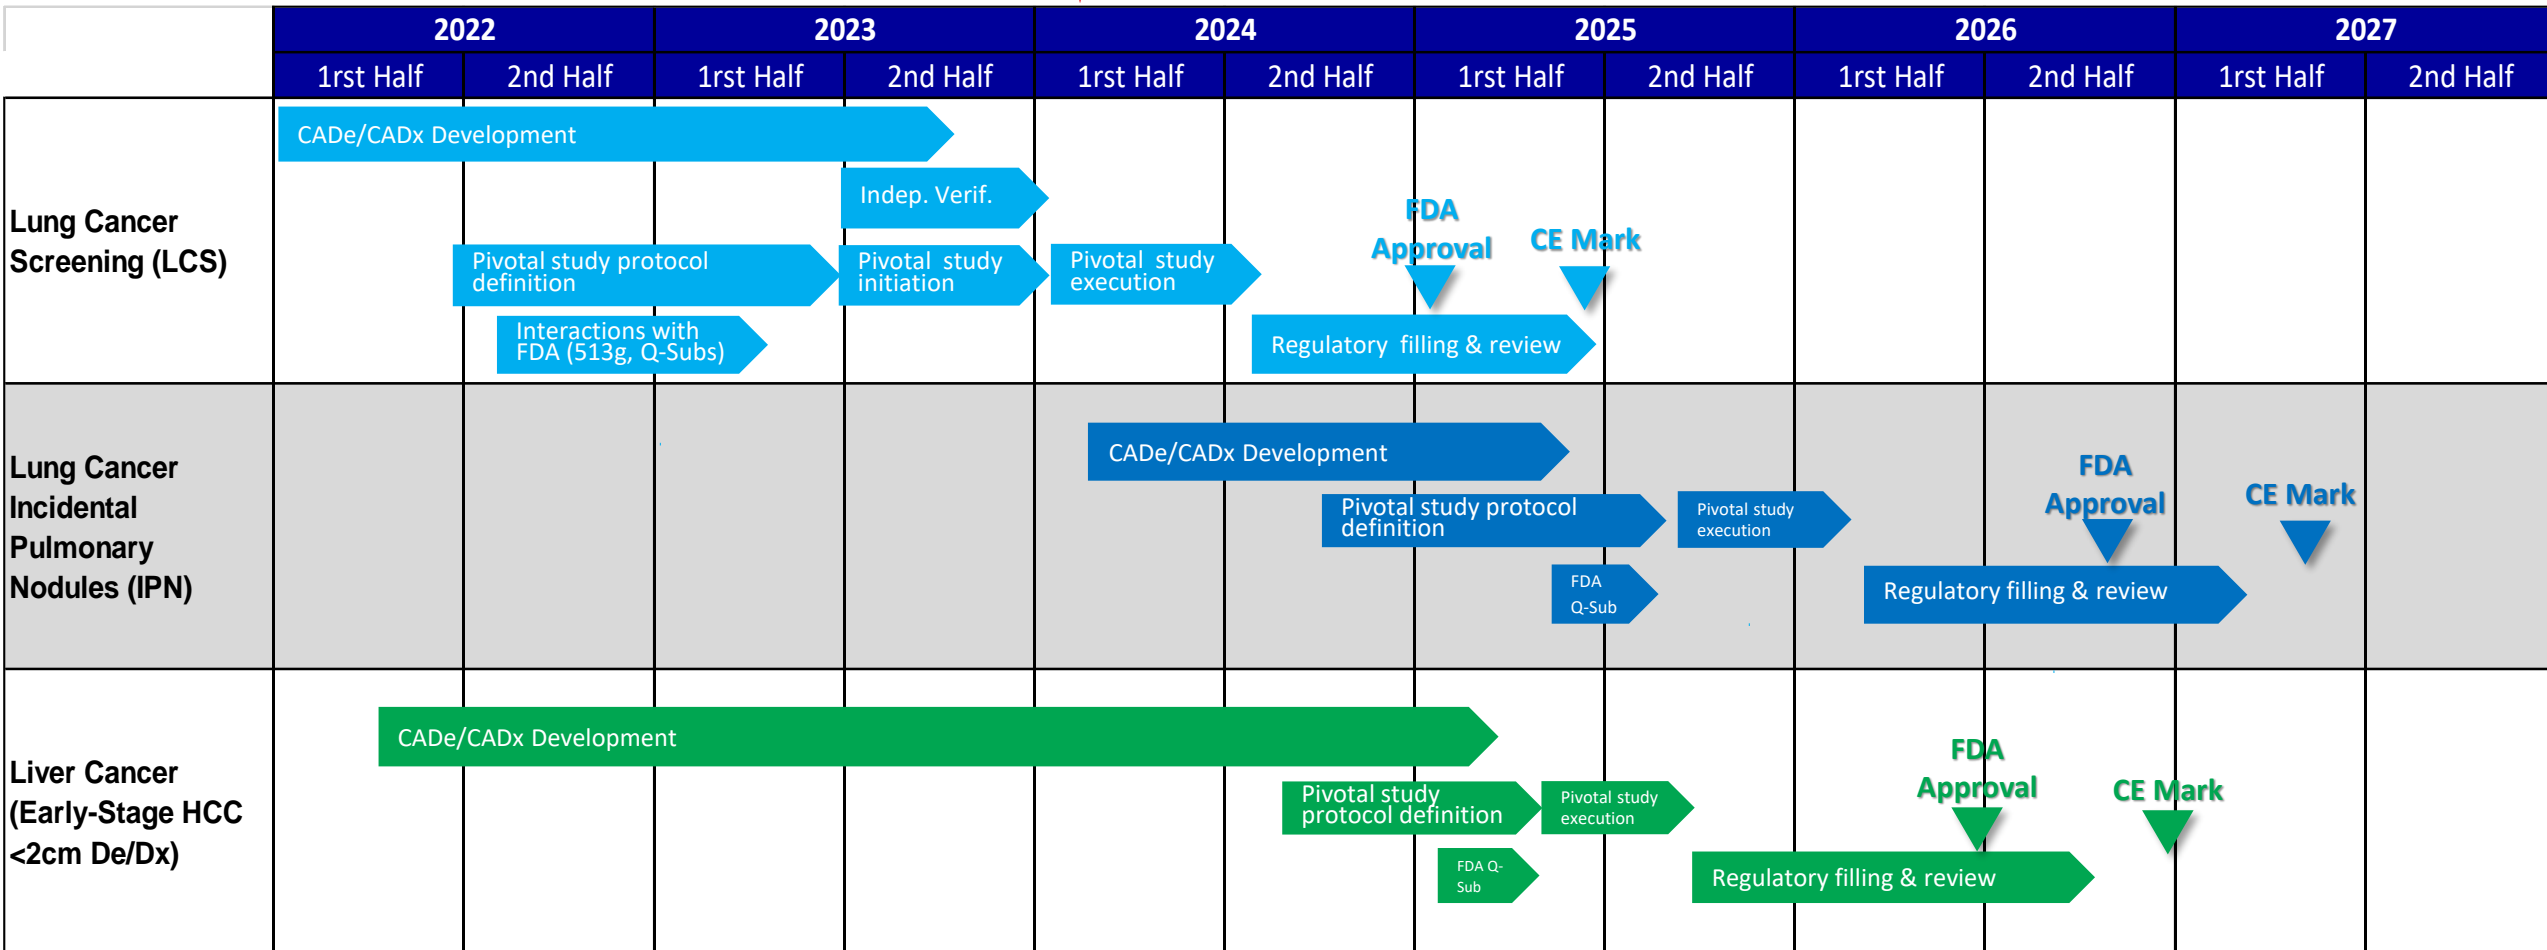 2022 2023 2024 2025 2026 2027
1rst Half 2nd Half 1rst Half 2nd Half 1rst Half 2nd Half 1rst Half 2nd Half 1rst Half 2nd Half 1rst Half 2nd Half
Lung Cancer
Screening (LCS)
CADe/CADx Development
Indep. Verif.
Pivotal study protocol
definition
Pivotal study
initiation
Pivotal study
execution
Interactions with
FDA (513g, Q-Subs)
FDA
Approval
CE Mark
Regulatory filling & review
Lung Cancer
Incidental
Pulmonary
Nodules (IPN)
CADe/CADx Development
Pivotal study protocol
definition
Pivotal study
execution
FDA
Q-Sub
FDA
Approval
CE Mark
Regulatory filling & review
Liver Cancer
(Early-Stage HCC
<2cm De/Dx)
CADe/CADx Development
Pivotal study
protocol definition
Pivotal study
execution
FDA Q-
Sub
FDA
Approval
CE Mark
Regulatory filling & review